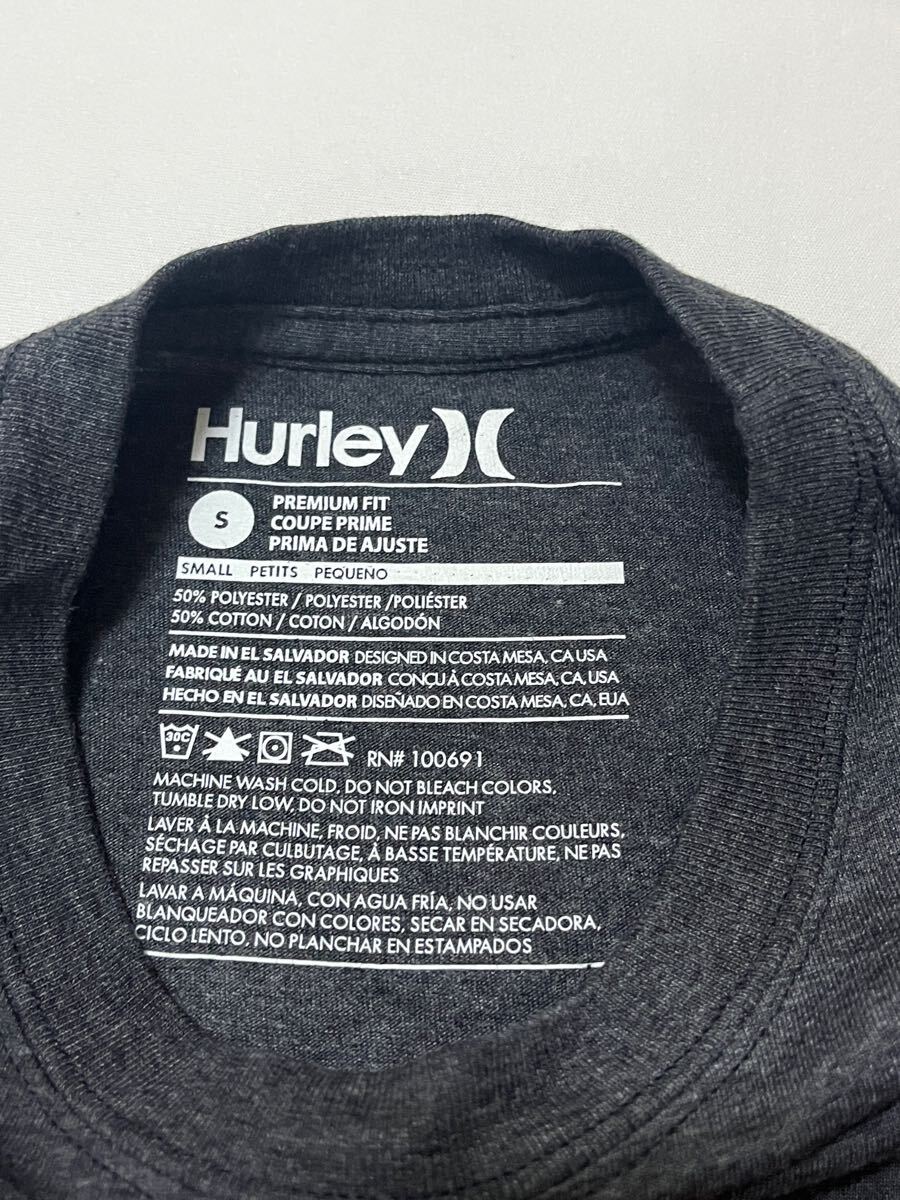 Hurley
S
PREMIUM FIT
COUPE PRIME
PRIMA DE AJUSTE
SMALL PETITS PEQUEÑO
50% POLYESTER / POLYESTER /POLIÉSTER
50% COTTON / COTON / ALGODÓN
MADE IN EL SALVADOR DESIGNED IN COSTA MESA, CA USA
FABRIQUÉ AU EL SALVADOR CONÇU À COSTA MESA, CA, USA
HECHO EN EL SALVADOR DISEÑADO EN COSTA MESA, CA, EUA
30C RN# 100691
MACHINE WASH COLD, DO NOT BLEACH COLORS,
TUMBLE DRY LOW, DO NOT IRON IMPRINT
LAVER À LA MACHINE, FROID, NE PAS BLANCHIR COULEURS,
SÉCHAGE PAR CULBUTAGE, À BASSE TEMPÉRATURE, NE PAS
REPASSER SUR LES GRAPHIQUES
LAVAR A MÁQUINA, CON AGUA FRÍA, NO USAR
BLANQUEADOR CON COLORES, SECAR EN SECADORA,
CICLO LENTO, NO PLANCHAR EN ESTAMPADOS